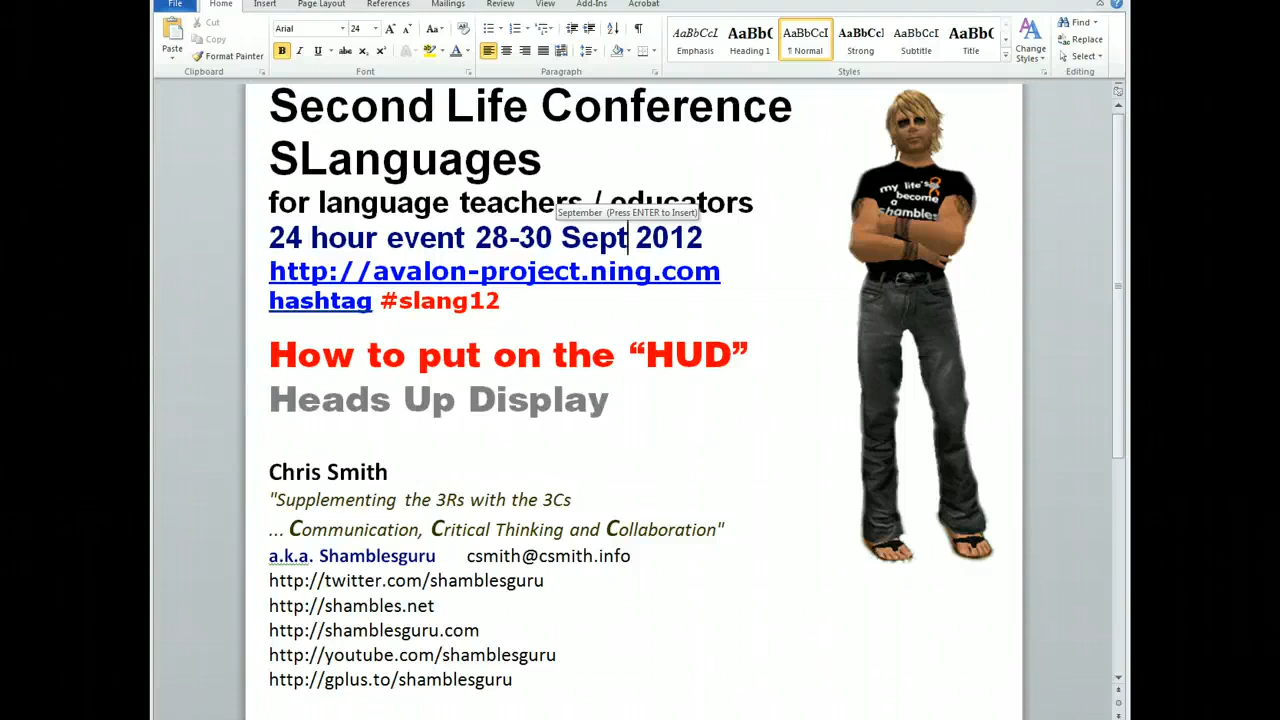 File Home Insert Page Layout References Mailings Review View Add-Ins Acrobat
Paste
Cut
Copy
Format Painter
Clipboard
Arial 24
Font
Paragraph
AaBbCcI AaBbC AaBbCcI AaBbCcI AaBbCcI AaBbC
Emphasis Heading 1 ¶ Normal Strong Subtitle Title
Change Styles
Styles
Find
Replace
Select
Editing
Second Life Conference
SLanguages
for language teachers / educators
September (Press ENTER to Insert)
24 hour event 28-30 Sept 2012
http://avalon-project.ning.com
hashtag #slang12
How to put on the “HUD”
Heads Up Display
my life's
become
a
shambles
Chris Smith
"Supplementing the 3Rs with the 3Cs
... Communication, Critical Thinking and Collaboration"
a.k.a. Shamblesguru csmith@csmith.info
http://twitter.com/shamblesguru
http://shambles.net
http://shamblesguru.com
http://youtube.com/shamblesguru
http://gplus.to/shamblesguru